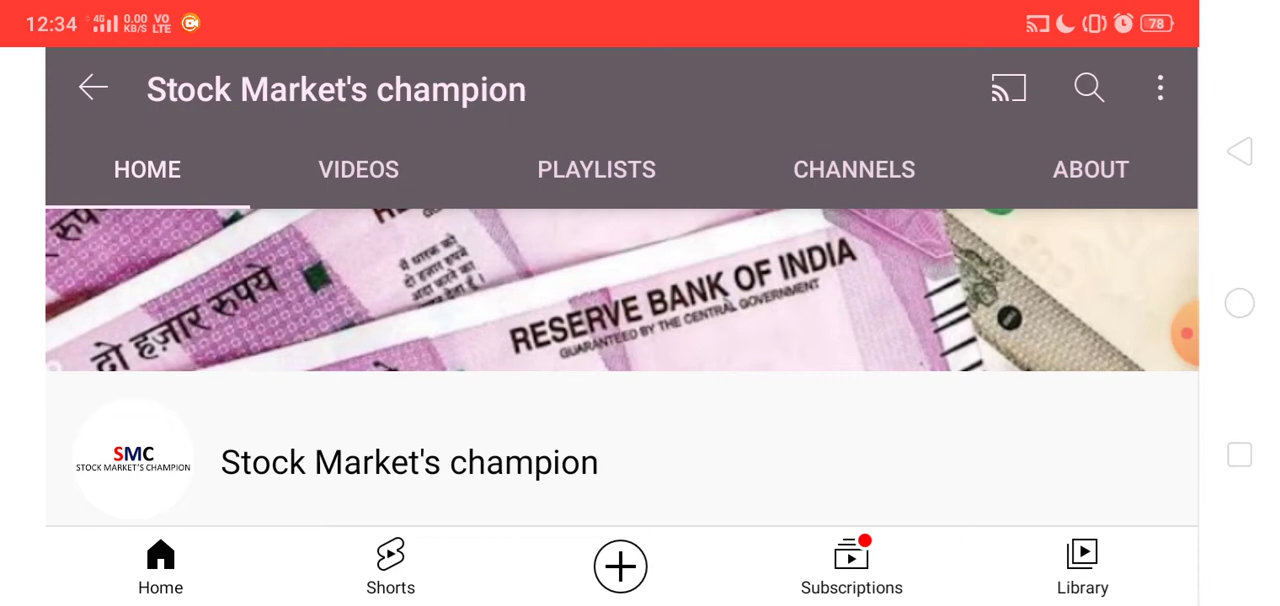 12:34 4G 0.00 KB/S VO LTE 78
Stock Market's champion
HOME VIDEOS PLAYLISTS CHANNELS ABOUT
दो हज़ार रुपये
RESERVE BANK OF INDIA
GUARANTEED BY THE CENTRAL GOVERNMENT
SMC
STOCK MARKET'S CHAMPION
Stock Market's champion
Home Shorts Subscriptions Library